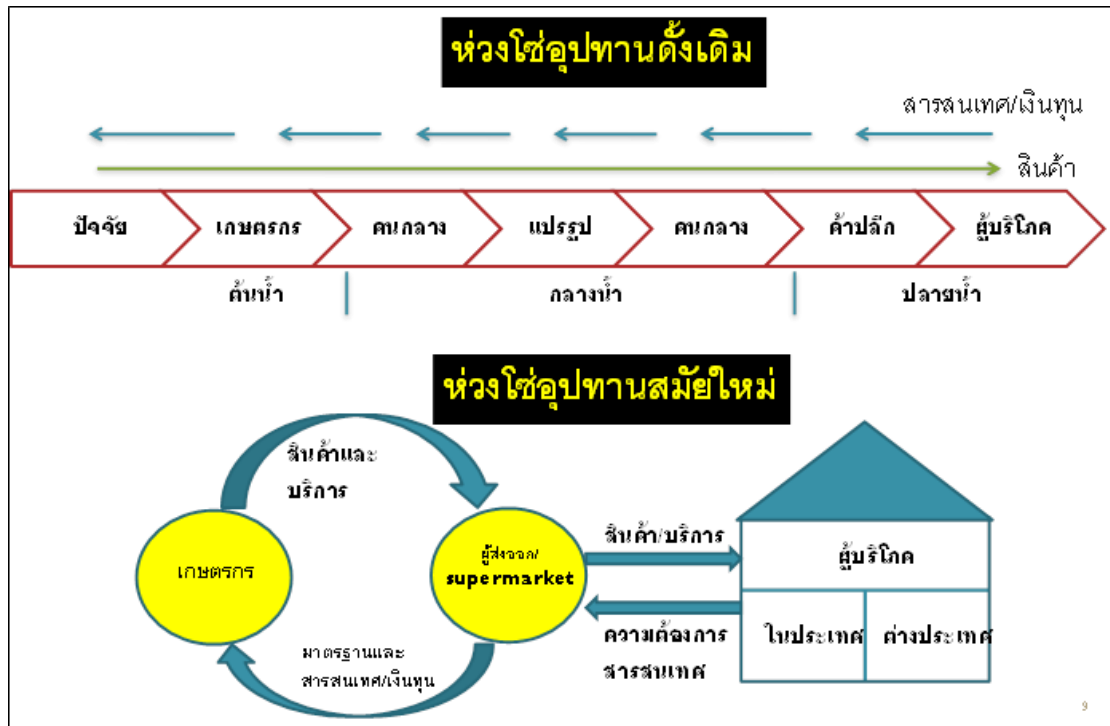 ห่วงโซ่อุปทานดั้งเดิม
สารสนเทศ/เงินทุน
สินค้า
ปัจจัย เกษตรกร คนกลาง แปรรูป คนกลาง ค้าปลีก ผู้บริโภค
ต้นน้ำ กลางน้ำ ปลายน้ำ
ห่วงโซ่อุปทานสมัยใหม่
สินค้าและ
บริการ
เกษตรกร
ผู้ส่งออก/
supermarket
มาตรฐานและ
สารสนเทศ/เงินทุน
สินค้า/บริการ
ความต้องการ
สารสนเทศ
ผู้บริโภค
ในประเทศ ต่างประเทศ
9